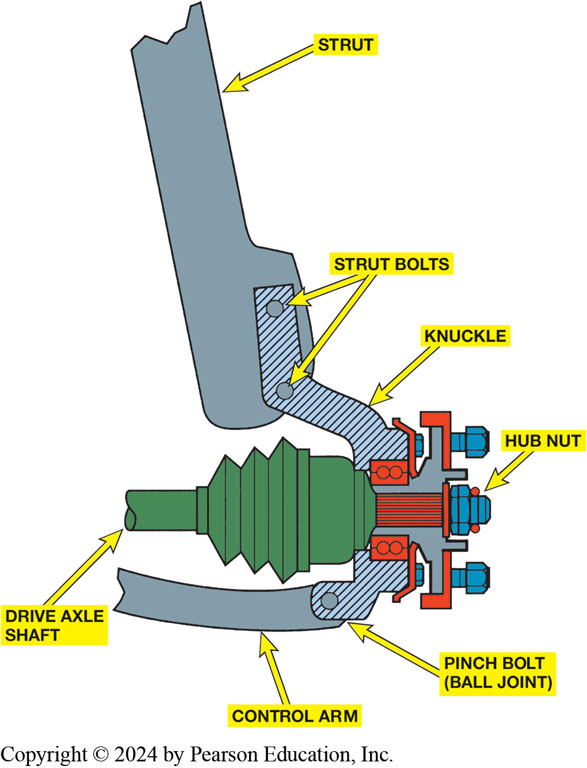 STRUT
STRUT BOLTS
KNUCKLE
HUB NUT
DRIVE AXLE
SHAFT
PINCH BOLT
(BALL JOINT)
CONTROL ARM
Copyright © 2024 by Pearson Education, Inc.